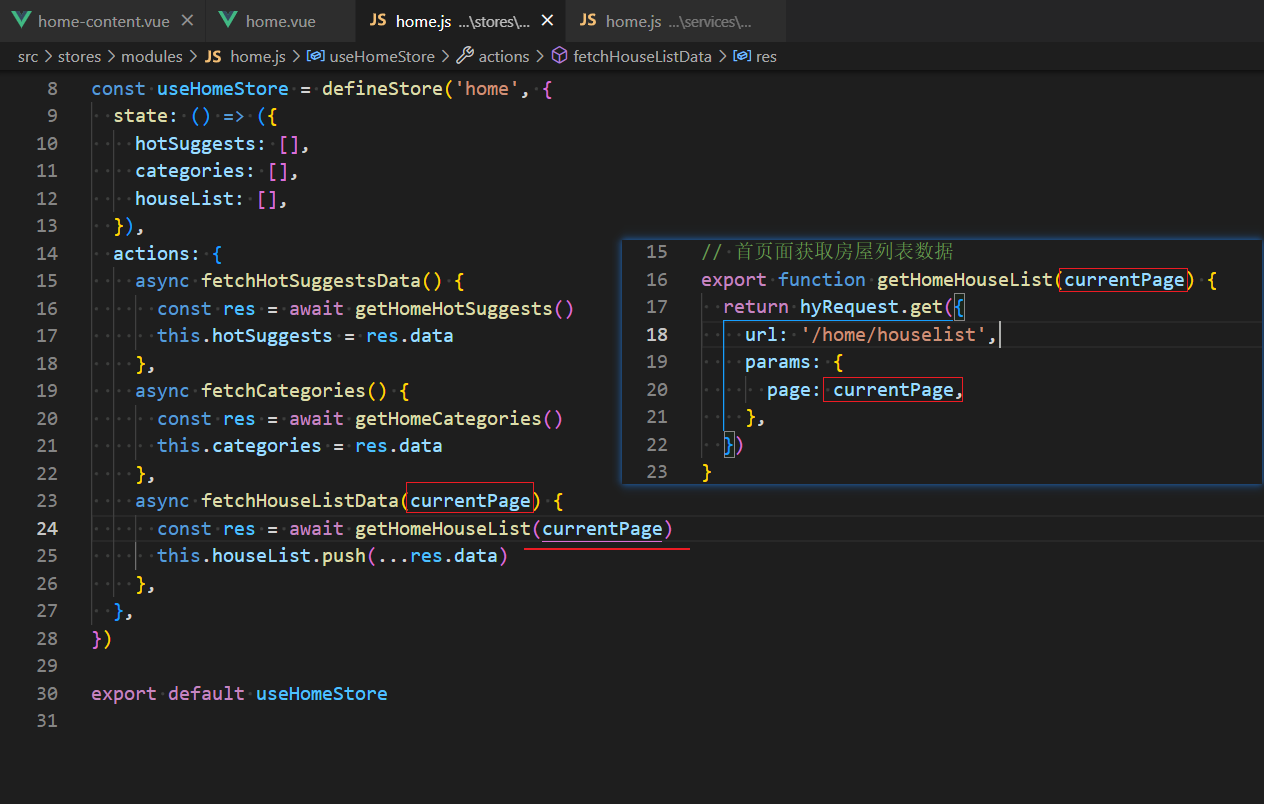 home-content.vue home.vue JS home.js ...\stores\... JS home.js ...\services\...
src > stores > modules > JS home.js > useHomeStore > actions > fetchHouseListData > res
8 const useHomeStore = defineStore('home', {
9 state: () => ({
10 hotSuggests: [],
11 categories: [],
12 houseList: [],
13 }),
14 actions: {
15 async fetchHotSuggestsData() {
16 const res = await getHomeHotSuggests()
17 this.hotSuggests = res.data
18 },
19 async fetchCategories() {
20 const res = await getHomeCategories()
21 this.categories = res.data
22 },
23 async fetchHouseListData(currentPage) {
24 const res = await getHomeHouseList(currentPage)
25 this.houseList.push(...res.data)
26 },
27 },
28 })
29
30 export default useHomeStore
31
15 // 首页面获取房屋列表数据
16 export function getHomeHouseList(currentPage) {
17 return hyRequest.get({
18 url: '/home/houselist',
19 params: {
20 page: currentPage,
21 },
22 })
23 }